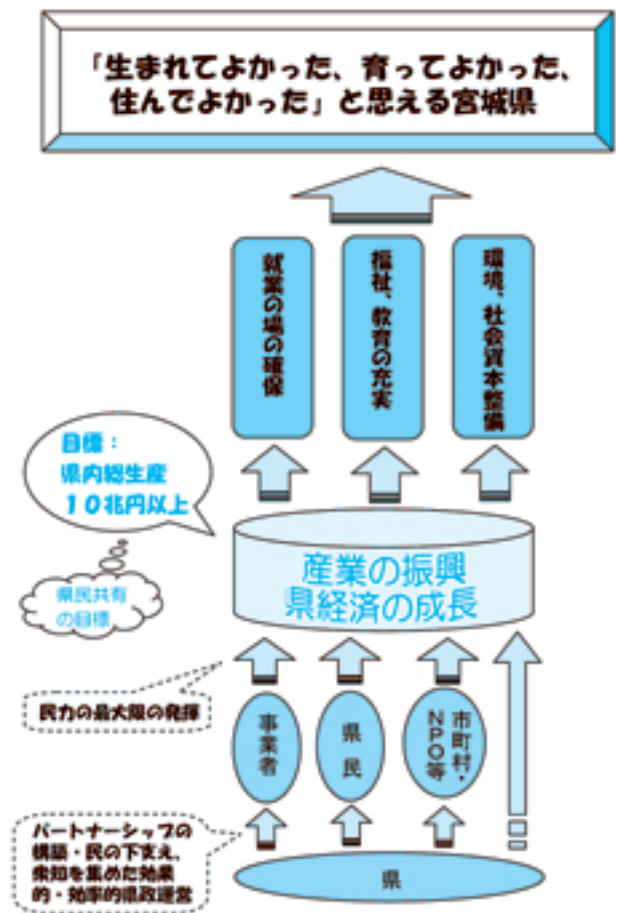 「生まれてよかった、育ってよかった、
住んでよかった」と思える宮城県
就業の場の確保
福祉、教育の充実
環境、社会資本整備
目標：
県内総生産
１０兆円以上
県民共有
の目標
産業の振興
県経済の成長
民力の最大限の発揮
事業者
県民
市町村・
NPO等
パートナーシップの
構築・民の下支え、
衆知を集めた効果
的・効率的県政運営
県